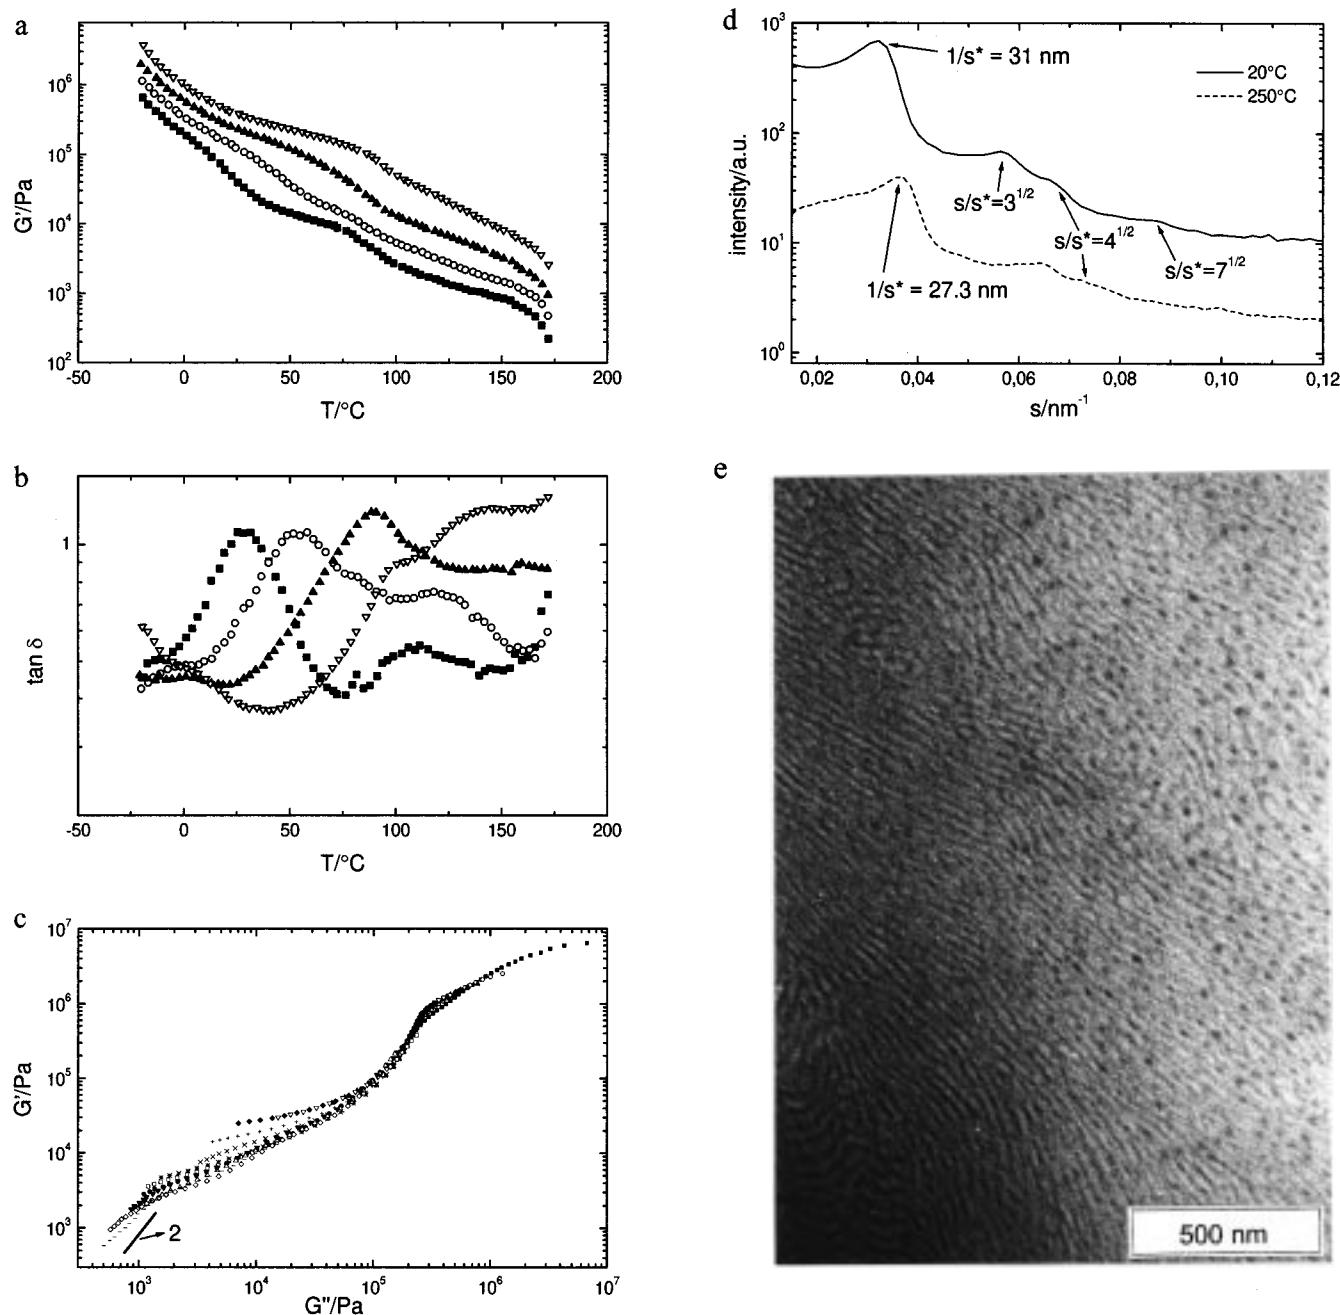 a
10^6
10^5
10^4
10^3
10^2
G'/Pa
-50 0 50 100 150 200
T/°C
b
1
tan δ
-50 0 50 100 150 200
T/°C
c
10^7
10^6
10^5
10^4
10^3
G'/Pa
2
10^3 10^4 10^5 10^6 10^7
G''/Pa
d
10^3
10^2
10^1
10^0
intensity/a.u.
1/s* = 31 nm
20°C
250°C
s/s*=3^1/2
s/s*=4^1/2
s/s*=7^1/2
1/s* = 27.3 nm
0,02 0,04 0,06 0,08 0,10 0,12
s/nm^-1
e
500 nm